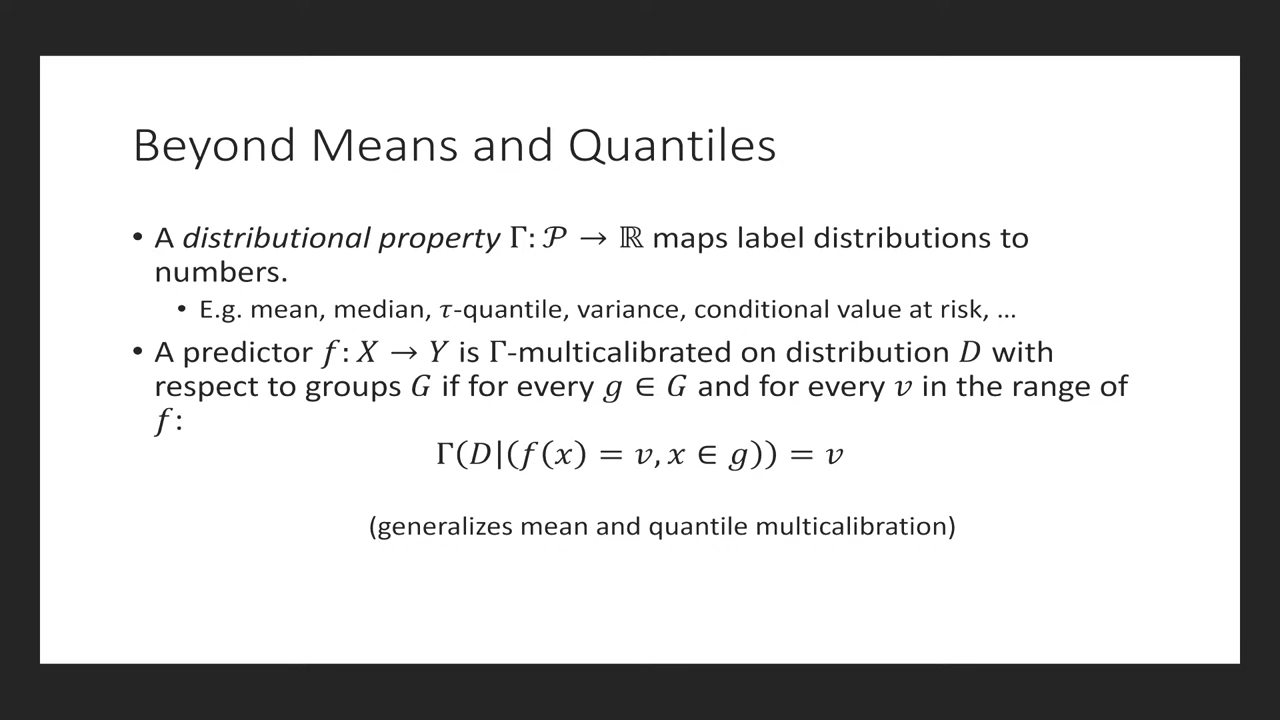 Beyond Means and Quantiles
• A distributional property Γ: 𝒫 → ℝ maps label distributions to
numbers.
• E.g. mean, median, τ-quantile, variance, conditional value at risk, …
• A predictor f: X → Y is Γ-multicalibrated on distribution D with
respect to groups G if for every g ∈ G and for every v in the range of
f:
Γ(D|(f(x) = v, x ∈ g)) = v
(generalizes mean and quantile multicalibration)